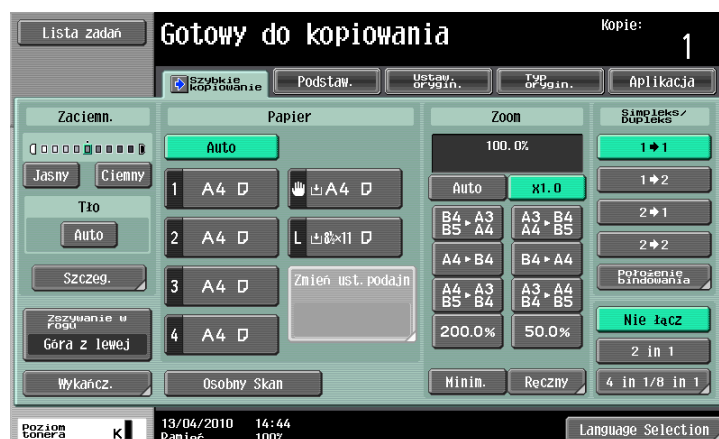 Lista zadań
Gotowy do kopiowania
Kopie:
1
Szybkie kopiowanie
Podstaw.
Ustaw. orygin.
Typ orygin.
Aplikacja
Zaciemn.
Jasny
Ciemny
Tło
Auto
Szczeg.
Zszywanie w rogu
Góra z lewej
Wykańcz.
Papier
Auto
1 A4
A4
2 A4
L 8½×11
3 A4
Zmień ust.podajn
4 A4
Osobny Skan
Zoom
100.0%
Auto
x1.0
B4▸A3
B5▸A4
A3▸B4
A4▸B5
A4▸B4
B4▸A4
A4▸A3
B5▸B4
A3▸A4
B4▸B5
200.0%
50.0%
Minim.
Ręczny
Simpleks/
Dupleks
1➧1
1➧2
2➧1
2➧2
Położenie
bindowania
Nie łącz
2 in 1
4 in 1/8 in 1
Poziom
tonera
K
13/04/2010 14:44
Pamięć 100%
Language Selection